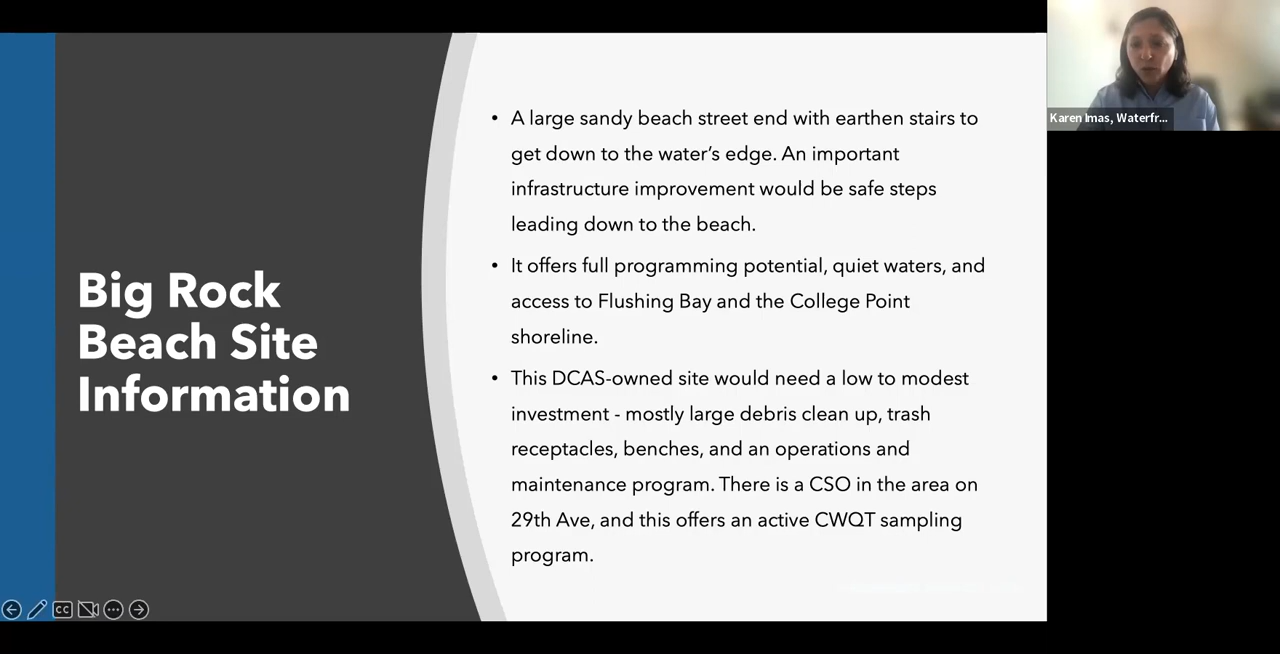 Big Rock
Beach Site
Information
• A large sandy beach street end with earthen stairs to
get down to the water’s edge. An important
infrastructure improvement would be safe steps
leading down to the beach.
• It offers full programming potential, quiet waters, and
access to Flushing Bay and the College Point
shoreline.
• This DCAS-owned site would need a low to modest
investment - mostly large debris clean up, trash
receptacles, benches, and an operations and
maintenance program. There is a CSO in the area on
29th Ave, and this offers an active CWQT sampling
program.
Karen Imas, Waterfr...
CC